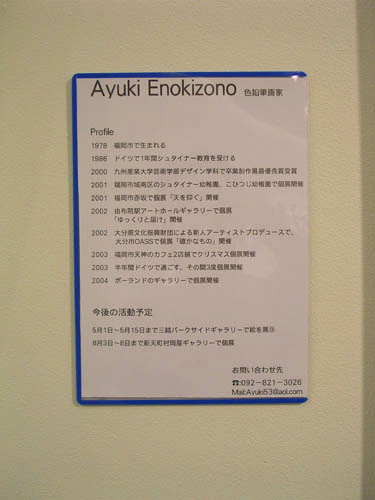 Ayuki Enokizono 色鉛筆画家
Profile
1978 福岡市で生まれる
1986 ドイツで1年間シュタイナー教育を受ける
2000 九州産業大学芸術学部デザイン学科で卒業制作展最優秀賞受賞
2001 福岡市城南区のシュタイナー幼稚園、こひつじ幼稚園で個展開催
2001 福岡市赤坂で個展「天を仰ぐ」開催
2002 由布院駅アートホールギャラリーで個展
「ゆっくりと届け」開催
2002 大分県文化振興財団による新人アーティストプロデュースで、
大分市OASISで個展「確かなもの」開催
2003 福岡市天神のカフェ2店舗でクリスマス個展開催
2003 半年間ドイツで過ごす。その間3度個展開催
2004 ポーランドのギャラリーで個展開催
今後の活動予定
5月1日～5月15日まで三越パークサイドギャラリーで絵を展示
8月3日～8日まで新天町村岡屋ギャラリーで個展
お問い合わせ先
☎:092-821-3026
Mail:Ayuki53@aol.com